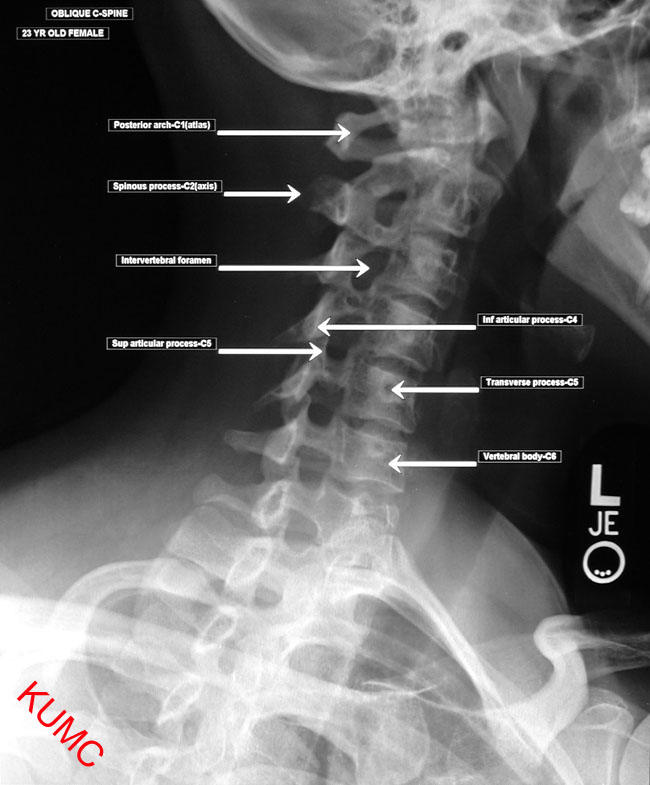 OBLIQUE C-SPINE
23 YR OLD FEMALE
Posterior arch-C1(atlas)
Spinous process-C2(axis)
Intervertebral foramen
Inf articular process-C4
Sup articular process-C5
Transverse process-C5
Vertebral body-C6
L
JE
KUMC